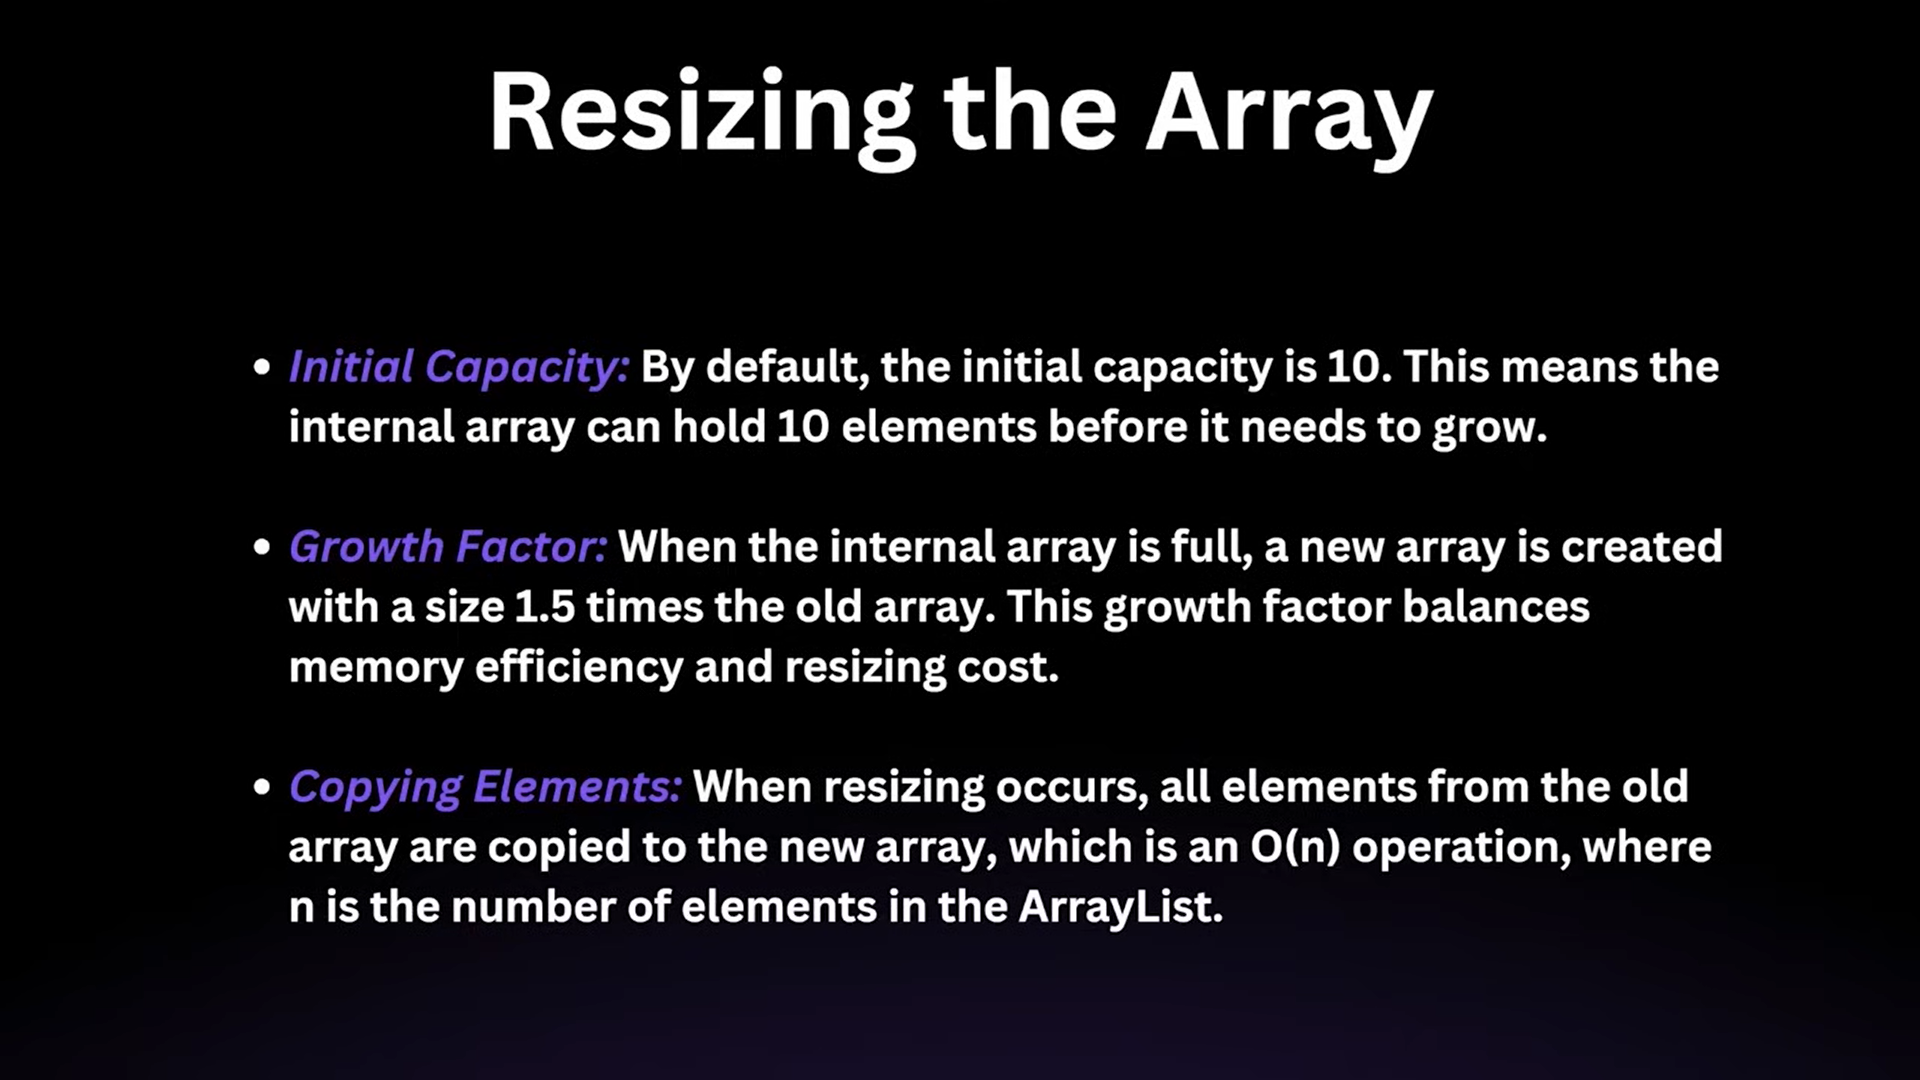 Resizing the Array
• Initial Capacity: By default, the initial capacity is 10. This means the
internal array can hold 10 elements before it needs to grow.
• Growth Factor: When the internal array is full, a new array is created
with a size 1.5 times the old array. This growth factor balances
memory efficiency and resizing cost.
• Copying Elements: When resizing occurs, all elements from the old
array are copied to the new array, which is an O(n) operation, where
n is the number of elements in the ArrayList.